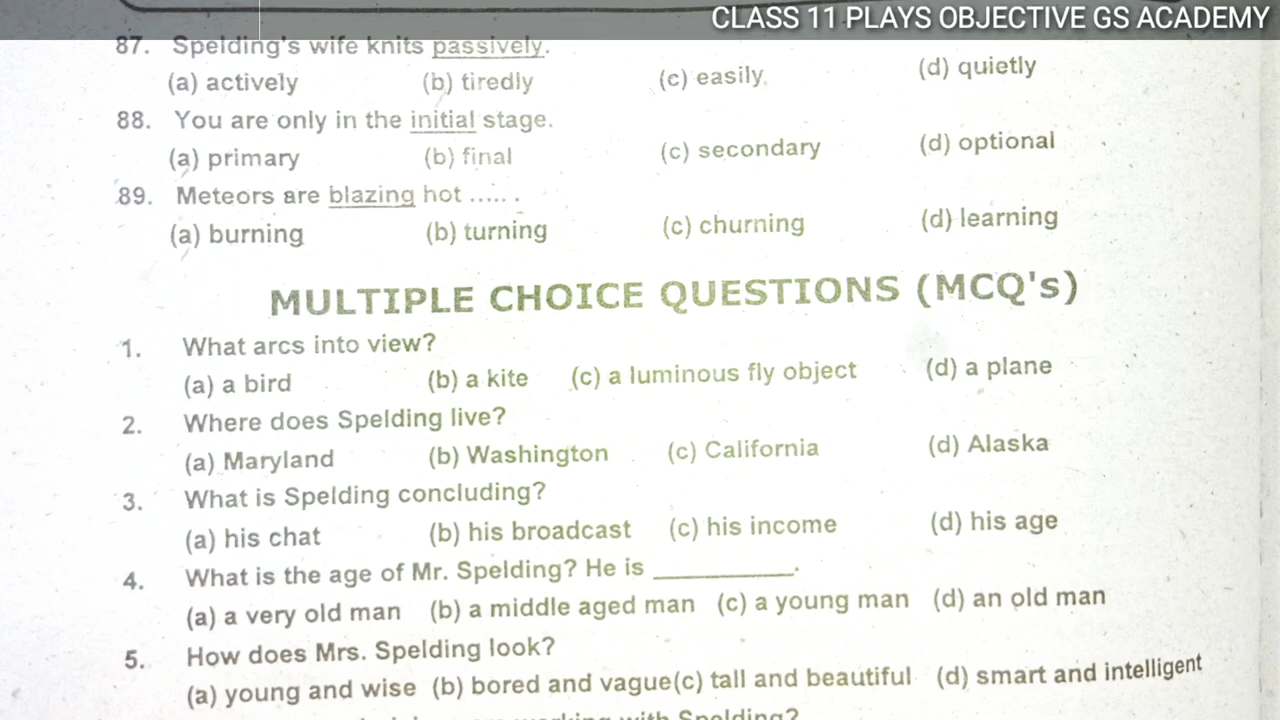 CLASS 11 PLAYS OBJECTIVE GS ACADEMY
87. Spelding's wife knits passively.
(a) actively (b) tiredly (c) easily (d) quietly
88. You are only in the initial stage.
(a) primary (b) final (c) secondary (d) optional
89. Meteors are blazing hot ......
(a) burning (b) turning (c) churning (d) learning
MULTIPLE CHOICE QUESTIONS (MCQ's)
1. What arcs into view?
(a) a bird (b) a kite (c) a luminous fly object (d) a plane
2. Where does Spelding live?
(a) Maryland (b) Washington (c) California (d) Alaska
3. What is Spelding concluding?
(a) his chat (b) his broadcast (c) his income (d) his age
4. What is the age of Mr. Spelding? He is __________.
(a) a very old man (b) a middle aged man (c) a young man (d) an old man
5. How does Mrs. Spelding look?
(a) young and wise (b) bored and vague(c) tall and beautiful (d) smart and intelligent
working with Spelding?